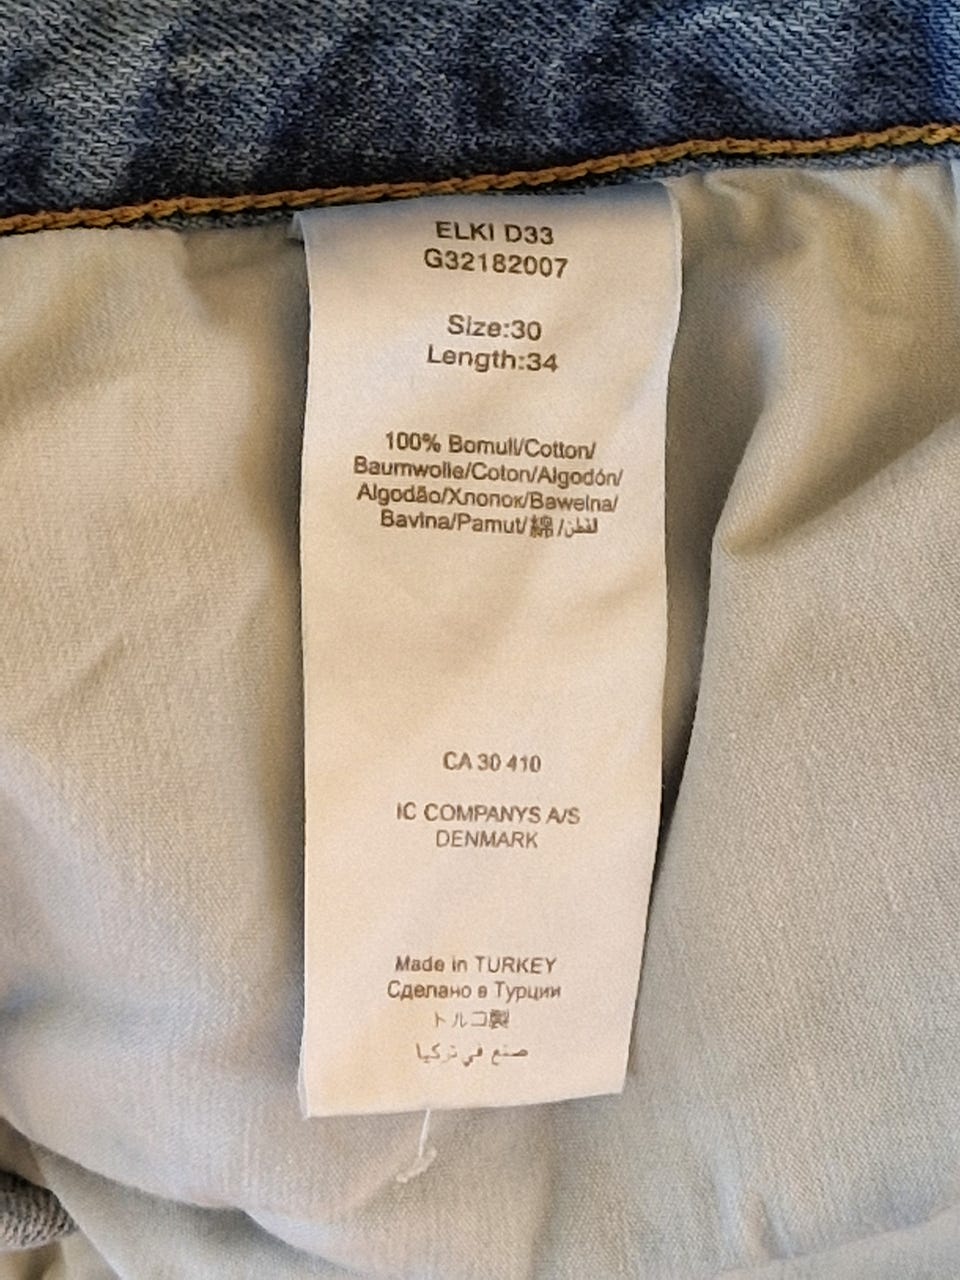 ELKI D33
G32182007
Size:30
Length:34
100% Bomull/Cotton/
Baumwolle/Coton/Algodón/
Algodão/Хлопок/Bawełna/
Bavlna/Pamut/綿/لقطن
CA 30 410
IC COMPANYS A/S
DENMARK
Made in TURKEY
Сделано в Турции
トルコ製
صنع في تركيا